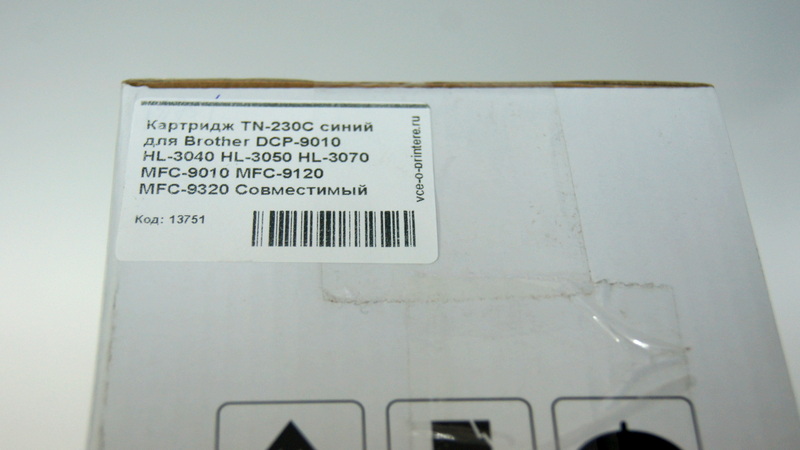 Картридж TN-230C синий
для Brother DCP-9010
HL-3040 HL-3050 HL-3070
MFC-9010 MFC-9120
MFC-9320 Совместимый
Код: 13751
vce-o-printere.ru